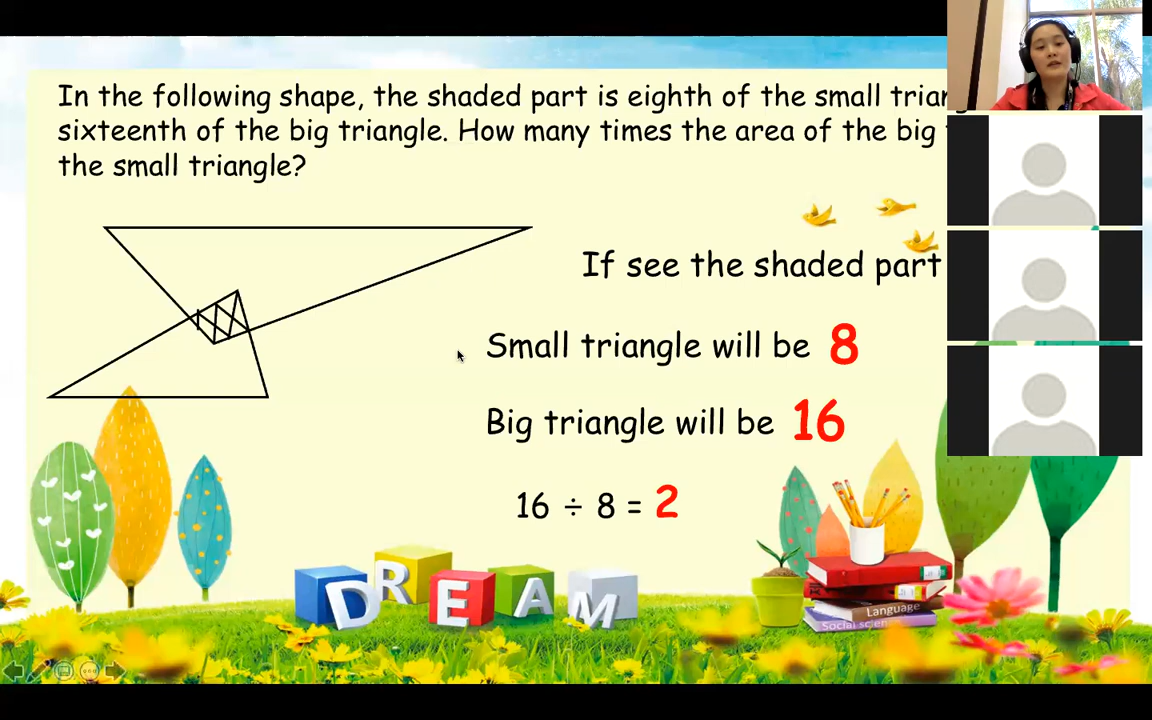 In the following shape, the shaded part is eighth of the small
sixteenth of the big triangle. How many times the area of the big
the small triangle?
If see the shaded part
Small triangle will be 8
Big triangle will be 16
16 ÷ 8 = 2
DREAM
Language
Social